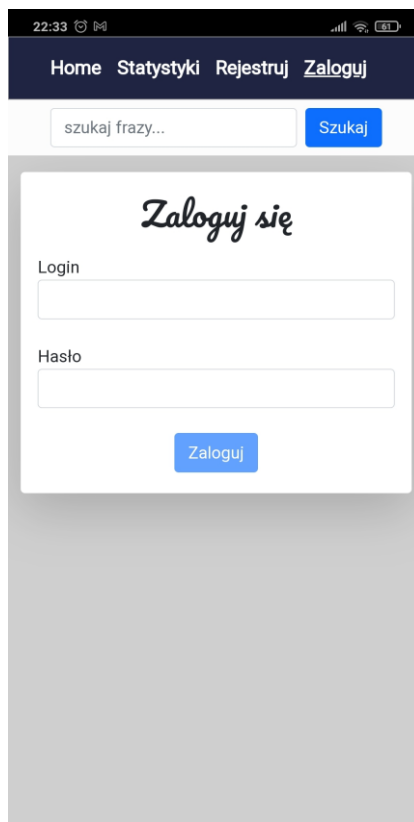 22:33 61
Home Statystyki Rejestruj Zaloguj
szukaj frazy... Szukaj
Zaloguj się
Login
Hasło
Zaloguj